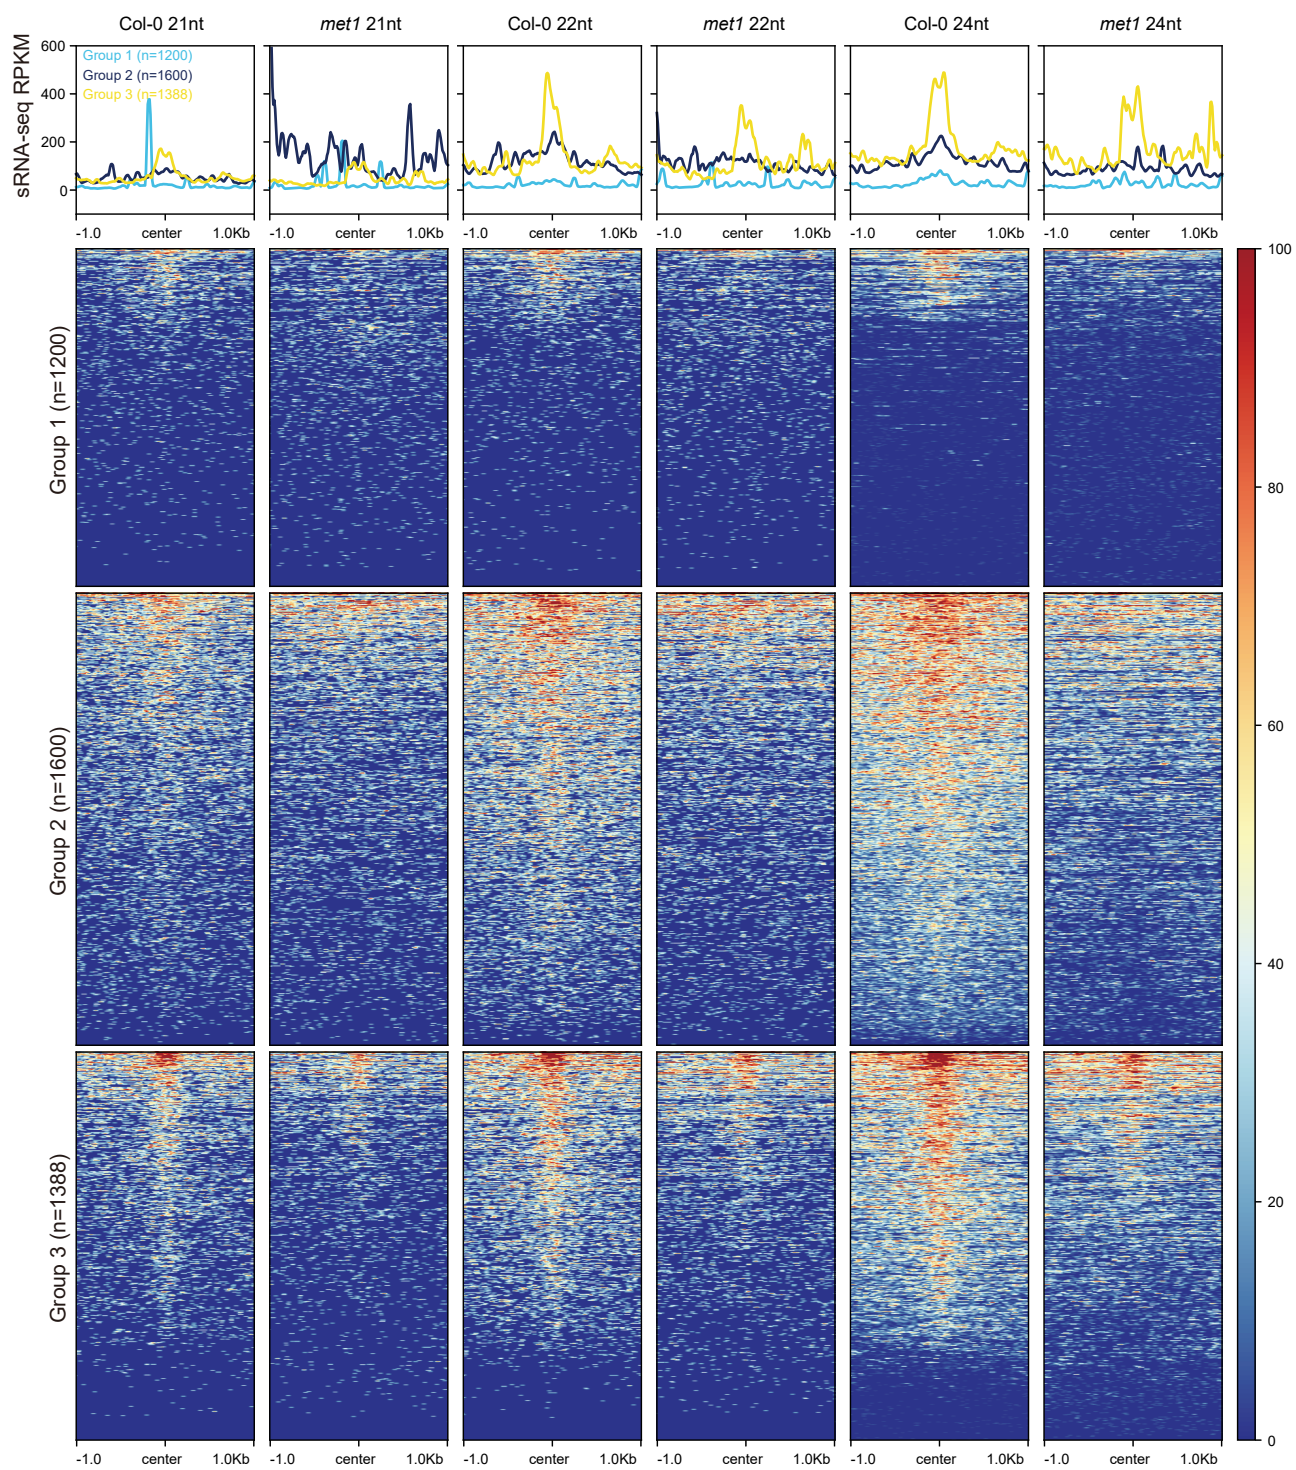 Col-0 21nt
met1 21nt
Col-0 22nt
met1 22nt
Col-0 24nt
met1 24nt
sRNA-seq RPKM
600
400
200
0
Group 1 (n=1200)
Group 2 (n=1600)
Group 3 (n=1388)
-1.0 center 1.0Kb
-1.0 center 1.0Kb
-1.0 center 1.0Kb
-1.0 center 1.0Kb
-1.0 center 1.0Kb
-1.0 center 1.0Kb
Group 1 (n=1200)
Group 2 (n=1600)
Group 3 (n=1388)
100
80
60
40
20
0
-1.0 center 1.0Kb
-1.0 center 1.0Kb
-1.0 center 1.0Kb
-1.0 center 1.0Kb
-1.0 center 1.0Kb
-1.0 center 1.0Kb